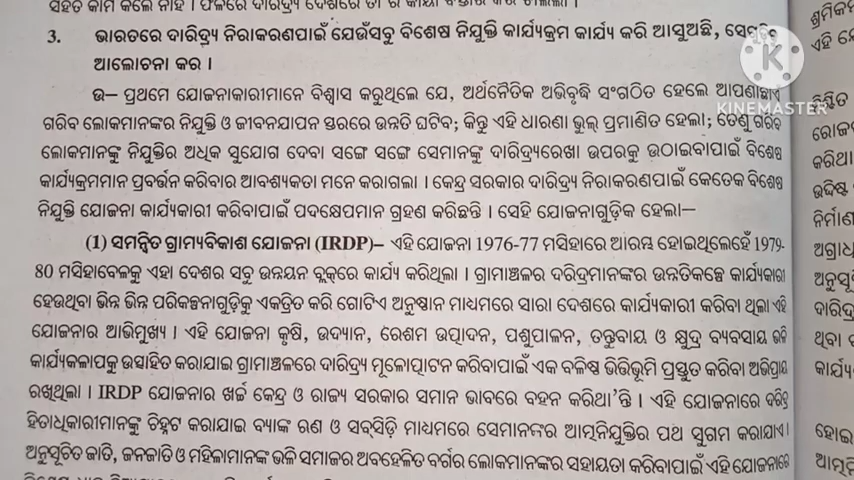 ସହିତ କାମ କଲେ ନାହିଁ । ଫଳରେ ଦାରିଦ୍ର୍ୟ ଦେଶରେ ତା'ର
3. ଭାରତରେ ଦାରିଦ୍ର୍ୟ ନିରାକରଣପାଇଁ ଯେଉଁସବୁ ବିଶେଷ ନିଯୁକ୍ତି କାର୍ଯ୍ୟକ୍ରମ କାର୍ଯ୍ୟ କରି ଆସୁଅଛି,
ଆଲୋଚନା କର ।
ଉ– ପ୍ରଥମେ ଯୋଜନାକାରୀମାନେ ବିଶ୍ୱାସ କରୁଥିଲେ ଯେ, ଅର୍ଥନୈତିକ ଅଭିବୃଦ୍ଧି ସଂଗଠିତ ହେଲେ ଆପଣାଛାଏଁ
ଗରିବ ଲୋକମାନଙ୍କର ନିଯୁକ୍ତି ଓ ଜୀବନଯାପନ ସ୍ତରରେ ଉନ୍ନତି ଘଟିବ; କିନ୍ତୁ ଏହି ଧାରଣା ଭୁଲ୍ ପ୍ରମାଣିତ ହେଲା; ତେଣୁ ଗରିବ
ଲୋକମାନଙ୍କୁ ନିଯୁକ୍ତିର ଅଧିକ ସୁଯୋଗ ଦେବା ସଙ୍ଗେ ସଙ୍ଗେ ସେମାନଙ୍କୁ ଦାରିଦ୍ର୍ୟରେଖା ଉପରକୁ ଉଠାଇବାପାଇଁ ବିଶେଷ
କାର୍ଯ୍ୟକ୍ରମମାନ ପ୍ରବର୍ତ୍ତନ କରିବାର ଆବଶ୍ୟକତା ମନେ କରାଗଲା । କେନ୍ଦ୍ର ସରକାର ଦାରିଦ୍ର୍ୟ ନିରାକରଣପାଇଁ କେତେକ ବିଶେଷ
ନିଯୁକ୍ତି ଯୋଜନା କାର୍ଯ୍ୟକାରୀ କରିବାପାଇଁ ପଦକ୍ଷେପମାନ ଗ୍ରହଣ କରିଛନ୍ତି । ସେହି ଯୋଜନାଗୁଡ଼ିକ ହେଲା—
(1) ସମନ୍ୱିତ ଗ୍ରାମ୍ୟବିକାଶ ଯୋଜନା (IRDP)– ଏହି ଯୋଜନା 1976-77 ମସିହାରେ ଆରମ୍ଭ ହୋଇଥିଲେହେଁ 1979-
80 ମସିହାବେଳକୁ ଏହା ଦେଶର ସବୁ ଉନ୍ନୟନ ବ୍ଲକ୍‌ରେ କାର୍ଯ୍ୟ କରିଥିଲା । ଗ୍ରାମାଞ୍ଚଳର ଦରିଦ୍ରମାନଙ୍କର ଉନ୍ନତିକଳ୍ପେ କାର୍ଯ୍ୟକାରୀ
ହେଉଥିବା ଭିନ୍ନ ଭିନ୍ନ ପରିକଳ୍ପନାଗୁଡ଼ିକୁ ଏକତ୍ରିତ କରି ଗୋଟିଏ ଅନୁଷ୍ଠାନ ମାଧ୍ୟମରେ ସାରା ଦେଶରେ କାର୍ଯ୍ୟକାରୀ କରିବା ଥିଲା ଏହି
ଯୋଜନାର ଆଭିମୁଖ୍ୟ । ଏହି ଯୋଜନା କୃଷି, ଉଦ୍ୟାନ, ରେଶମ ଉତ୍ପାଦନ, ପଶୁପାଳନ, ତନ୍ତୁବାୟ ଓ କ୍ଷୁଦ୍ର ବ୍ୟବସାୟ ଭଳି
କାର୍ଯ୍ୟକଳାପକୁ ଉତ୍ସାହିତ କରାଯାଇ ଗ୍ରାମାଞ୍ଚଳରେ ଦାରିଦ୍ର୍ୟ ମୂଳୋତ୍ପାଟନ କରିବାପାଇଁ ଏକ ବଳିଷ୍ଠ ଭିତ୍ତିଭୂମି ପ୍ରସ୍ତୁତ କରିବା ଅଭିପ୍ରାୟ
ରଖିଥିଲା । IRDP ଯୋଜନାର ଖର୍ଚ୍ଚ କେନ୍ଦ୍ର ଓ ରାଜ୍ୟ ସରକାର ସମାନ ଭାବରେ ବହନ କରିଥା'ନ୍ତି । ଏହି ଯୋଜନାରେ ଦରିଦ୍ର
ହିତାଧିକାରୀମାନଙ୍କୁ ଚିହ୍ନଟ କରାଯାଇ ବ୍ୟାଙ୍କ ଋଣ ଓ ସବ୍‌ସିଡ଼ି ମାଧ୍ୟମରେ ସେମାନଙ୍କର ଆତ୍ମନିଯୁକ୍ତିର ପଥ ସୁଗମ କରାଯାଏ।
ଅନୁସୂଚିତ ଜାତି, ଜନଜାତି ଓ ମହିଳାମାନଙ୍କ ଭଳି ସମାଜର ଅବହେଳିତ ବର୍ଗର ଲୋକମାନଙ୍କର ସହାୟତା କରିବାପାଇଁ ଏହି ଯୋଜନାରେ
KINEMASTER